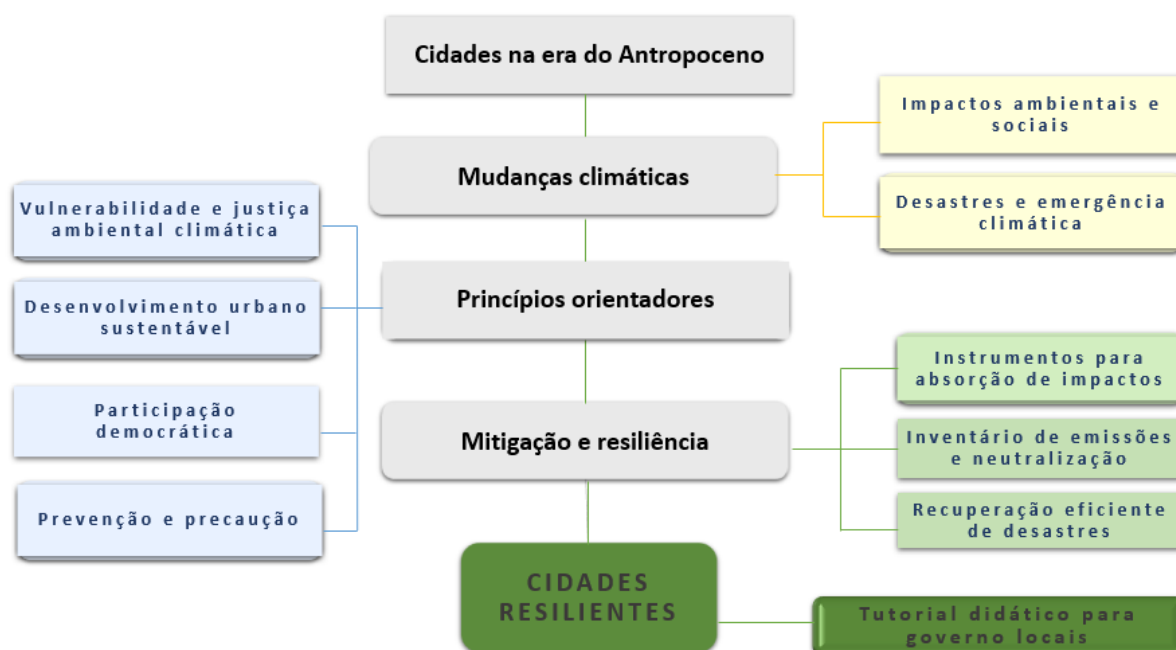 Cidades na era do Antropoceno
Impactos ambientais e
sociais
Mudanças climáticas
Desastres e emergência
climática
Vulnerabilidade e justiça
ambiental climática
Desenvolvimento urbano
sustentável
Participação
democrática
Prevenção e precaução
Princípios orientadores
Mitigação e resiliência
Instrumentos para
absorção de impactos
Inventário de emissões
e neutralização
Recuperação eficiente
de desastres
CIDADES
RESILIENTES
Tutorial didático para
governo locais